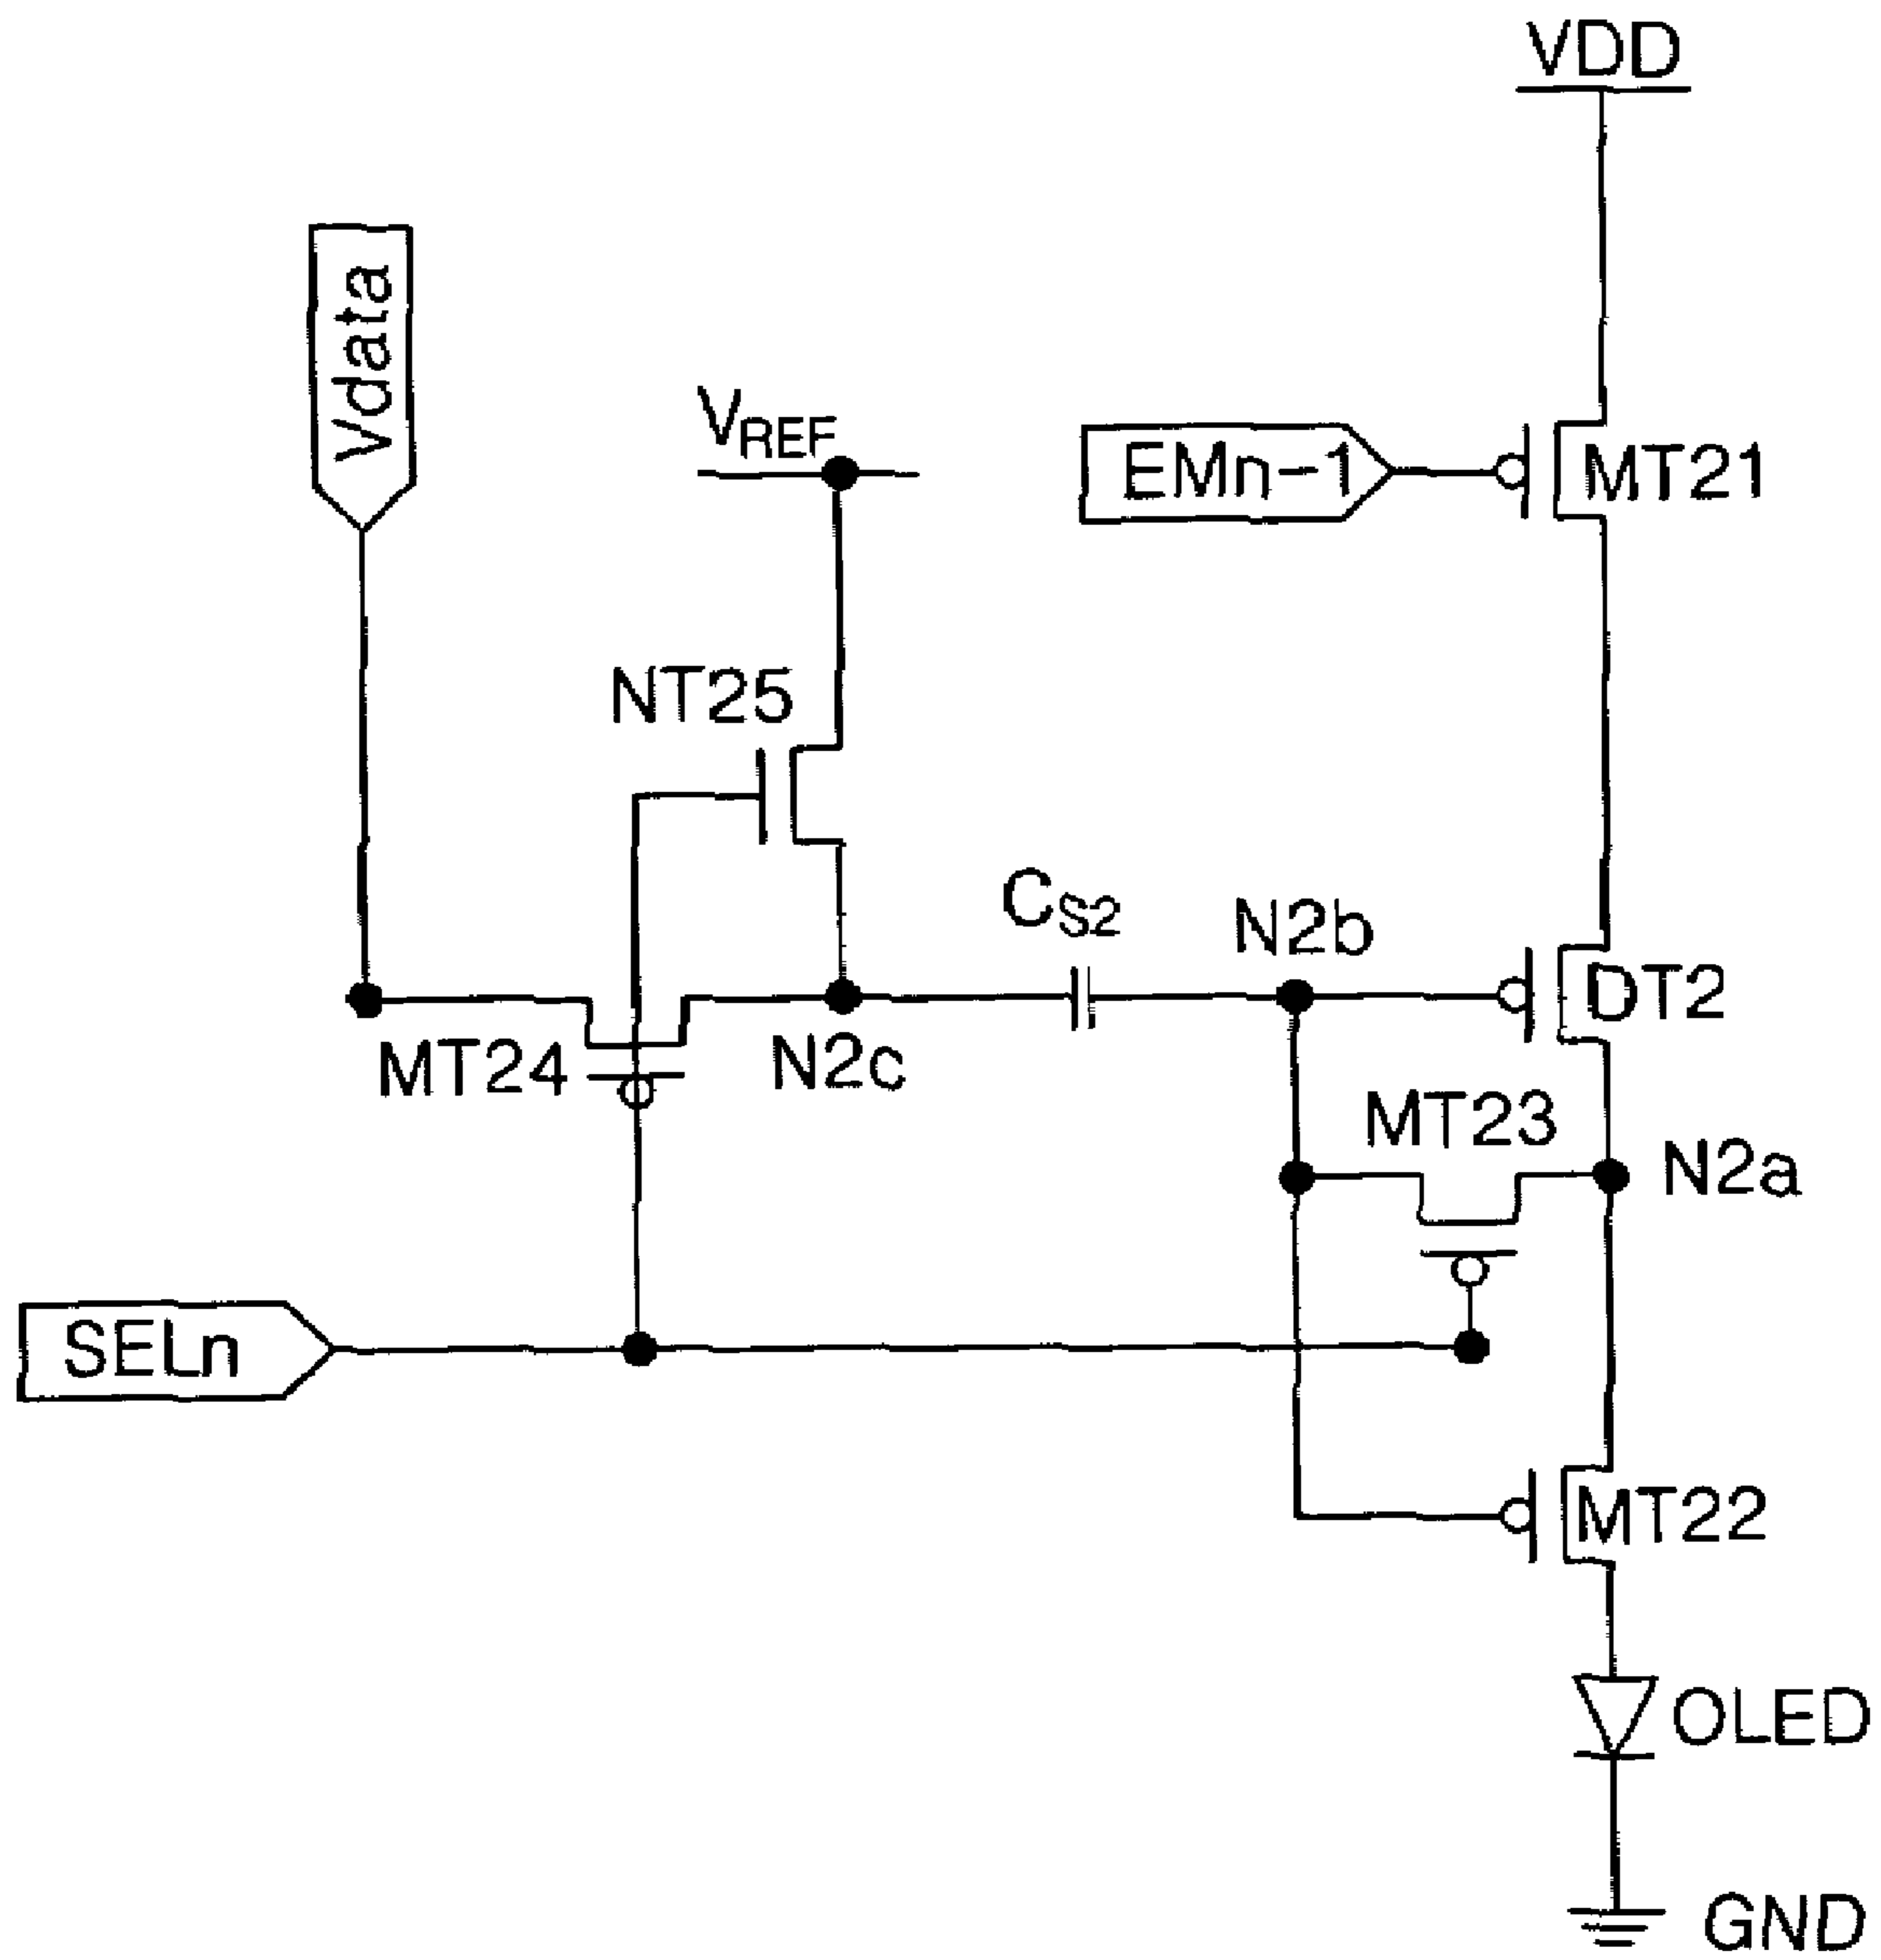 VDD
Vdata
VREF
EMn-1
MT21
NT25
CS2
N2b
DT2
MT24
N2c
MT23
N2a
SELn
MT22
OLED
GND